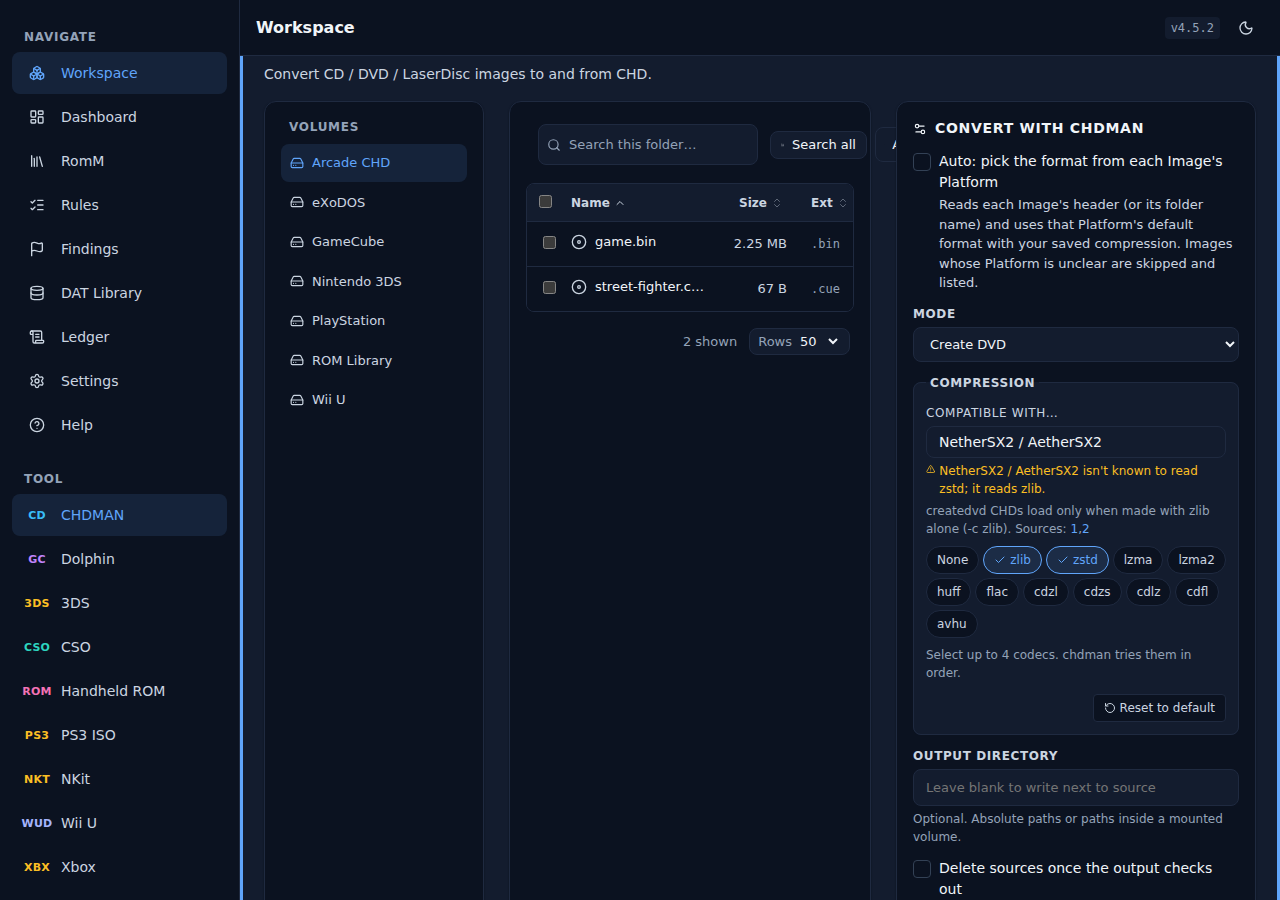 NAVIGATE
Workspace
Dashboard
RomM
Rules
Findings
DAT Library
Ledger
Settings
Help
TOOL
CD CHDMAN
GC Dolphin
3DS 3DS
CSO CSO
ROM Handheld ROM
PS3 PS3 ISO
NKT NKit
WUD Wii U
XBX Xbox
Workspace
v4.5.2
Convert CD / DVD / LaserDisc images to and from CHD.
VOLUMES
Arcade CHD
eXoDOS
GameCube
Nintendo 3DS
PlayStation
ROM Library
Wii U
Search this folder…
Search all
Name Size Ext
game.bin 2.25 MB .bin
street-fighter.c… 67 B .cue
2 shown Rows 50
CONVERT WITH CHDMAN
Auto: pick the format from each Image's
Platform
Reads each Image's header (or its folder
name) and uses that Platform's default
format with your saved compression. Images
whose Platform is unclear are skipped and
listed.
MODE
Create DVD
COMPRESSION
COMPATIBLE WITH…
NetherSX2 / AetherSX2
NetherSX2 / AetherSX2 isn't known to read
zstd; it reads zlib.
createdvd CHDs load only when made with zlib
alone (-c zlib). Sources: 1,2
None zlib zstd lzma lzma2
huff flac cdzl cdzs cdlz cdfl
avhu
Select up to 4 codecs. chdman tries them in
order.
Reset to default
OUTPUT DIRECTORY
Leave blank to write next to source
Optional. Absolute paths or paths inside a mounted
volume.
Delete sources once the output checks
out